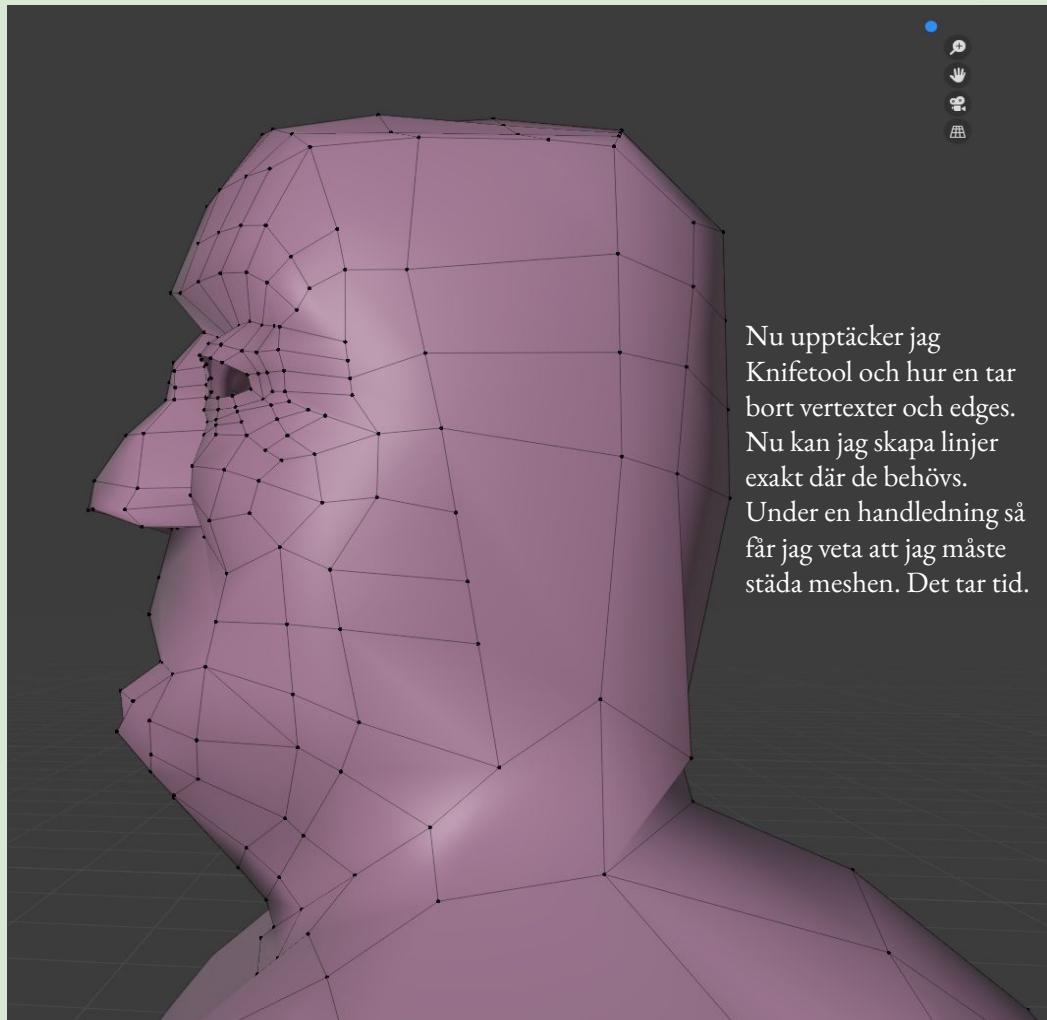 Nu upptäcker jag
Knifetool och hur en tar
bort vertexter och edges.
Nu kan jag skapa linjer
exakt där de behövs.
Under en handledning så
får jag veta att jag måste
städa meshen. Det tar tid.